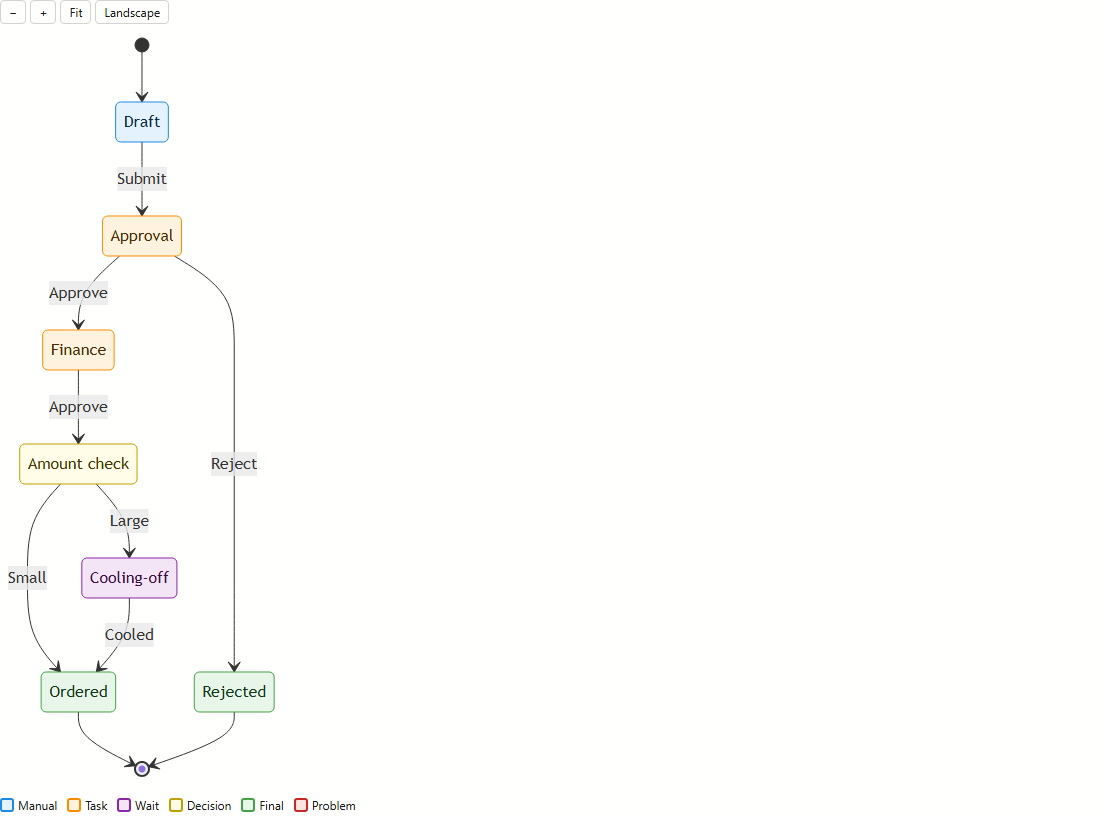 − + Fit Landscape
Draft
Submit
Approval
Approve
Finance
Approve
Amount check
Reject
Large
Small
Cooling-off
Cooled
Ordered
Rejected
Manual Task Wait Decision Final Problem